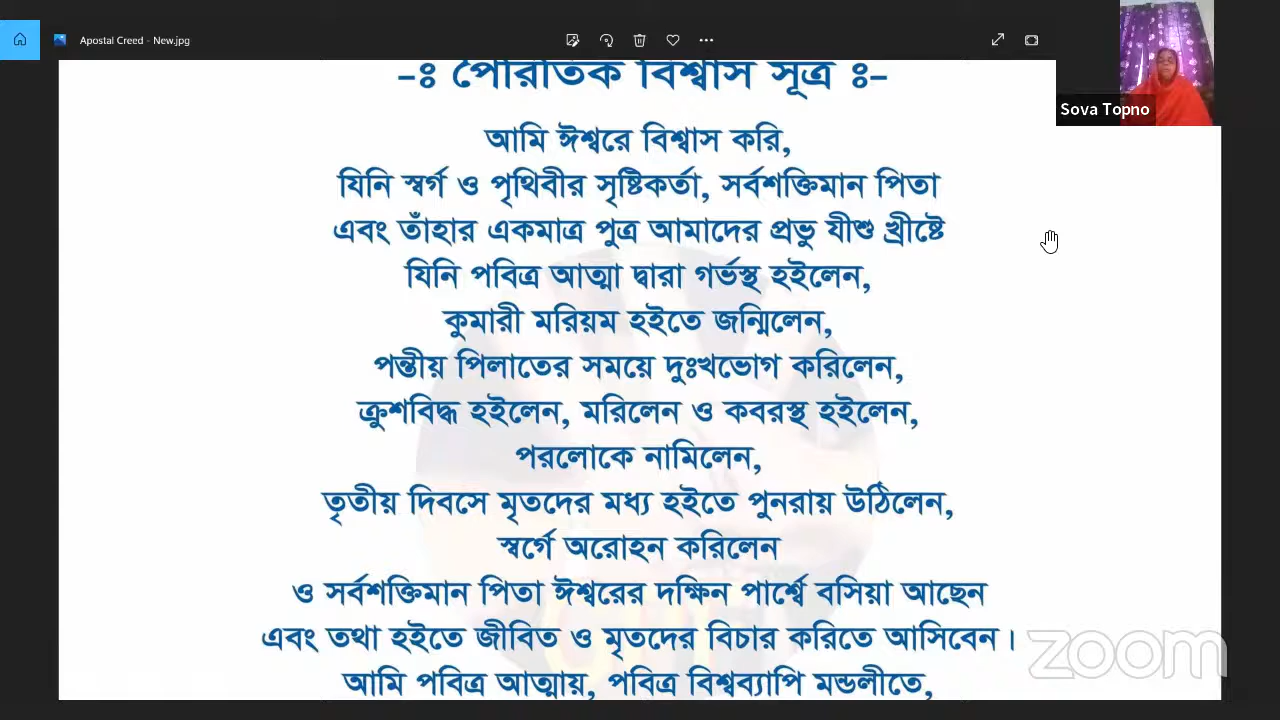 Apostal Creed - New.jpg
-ঃ পৌরাতিক বিশ্বাস সূত্র ঃ-
Sova Topno
আমি ঈশ্বরে বিশ্বাস করি,
যিনি স্বর্গ ও পৃথিবীর সৃষ্টিকর্তা, সর্বশক্তিমান পিতা
এবং তাঁহার একমাত্র পুত্র আমাদের প্রভু যীশু খ্রীষ্টে
যিনি পবিত্র আত্মা দ্বারা গর্ভস্থ হইলেন,
কুমারী মরিয়ম হইতে জন্মিলেন,
পন্তীয় পিলাতের সময়ে দুঃখভোগ করিলেন,
ক্রুশবিদ্ধ হইলেন, মরিলেন ও কবরস্থ হইলেন,
পরলোকে নামিলেন,
তৃতীয় দিবসে মৃতদের মধ্য হইতে পুনরায় উঠিলেন,
স্বর্গে অরোহন করিলেন
ও সর্বশক্তিমান পিতা ঈশ্বরের দক্ষিন পার্শ্বে বসিয়া আছেন
এবং তথা হইতে জীবিত ও মৃতদের বিচার করিতে আসিবেন।
zoom
আমি পবিত্র আত্মায়, পবিত্র বিশ্বব্যাপি মন্ডলীতে,